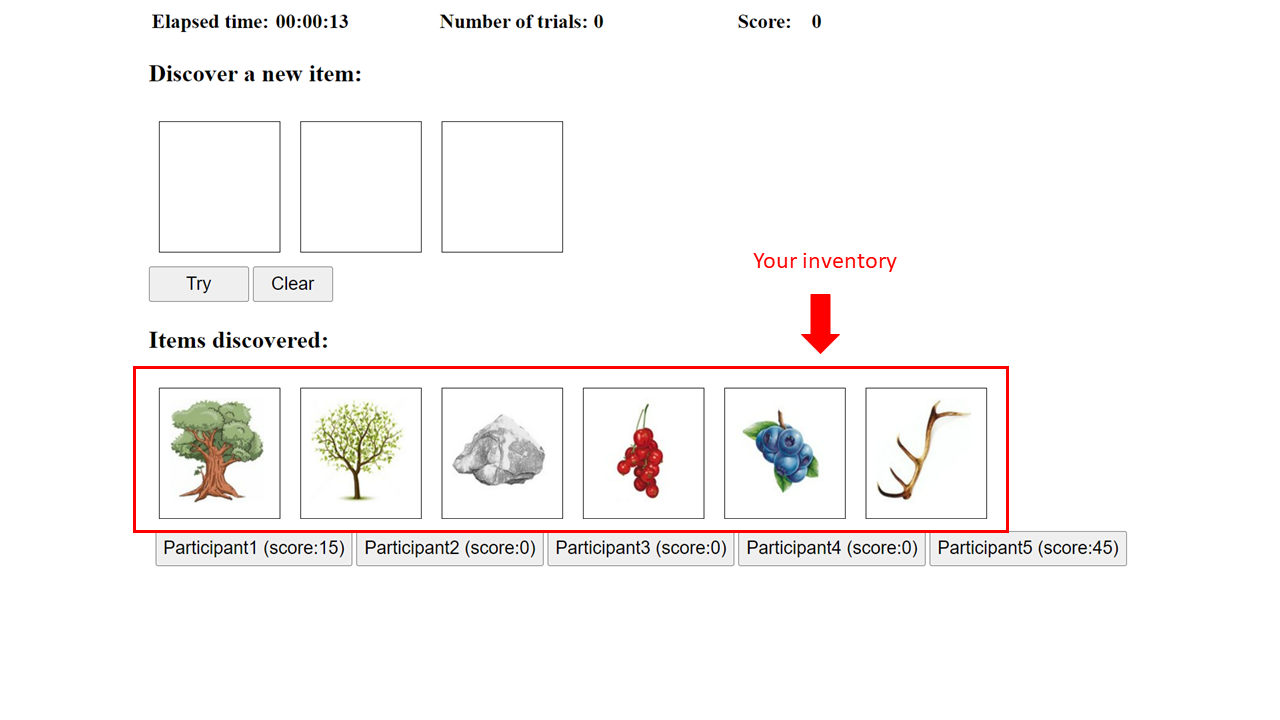 Elapsed time: 00:00:13 Number of trials: 0 Score: 0
Discover a new item:
Try Clear
Your inventory
Items discovered:
Participant1 (score:15) Participant2 (score:0) Participant3 (score:0) Participant4 (score:0) Participant5 (score:45)